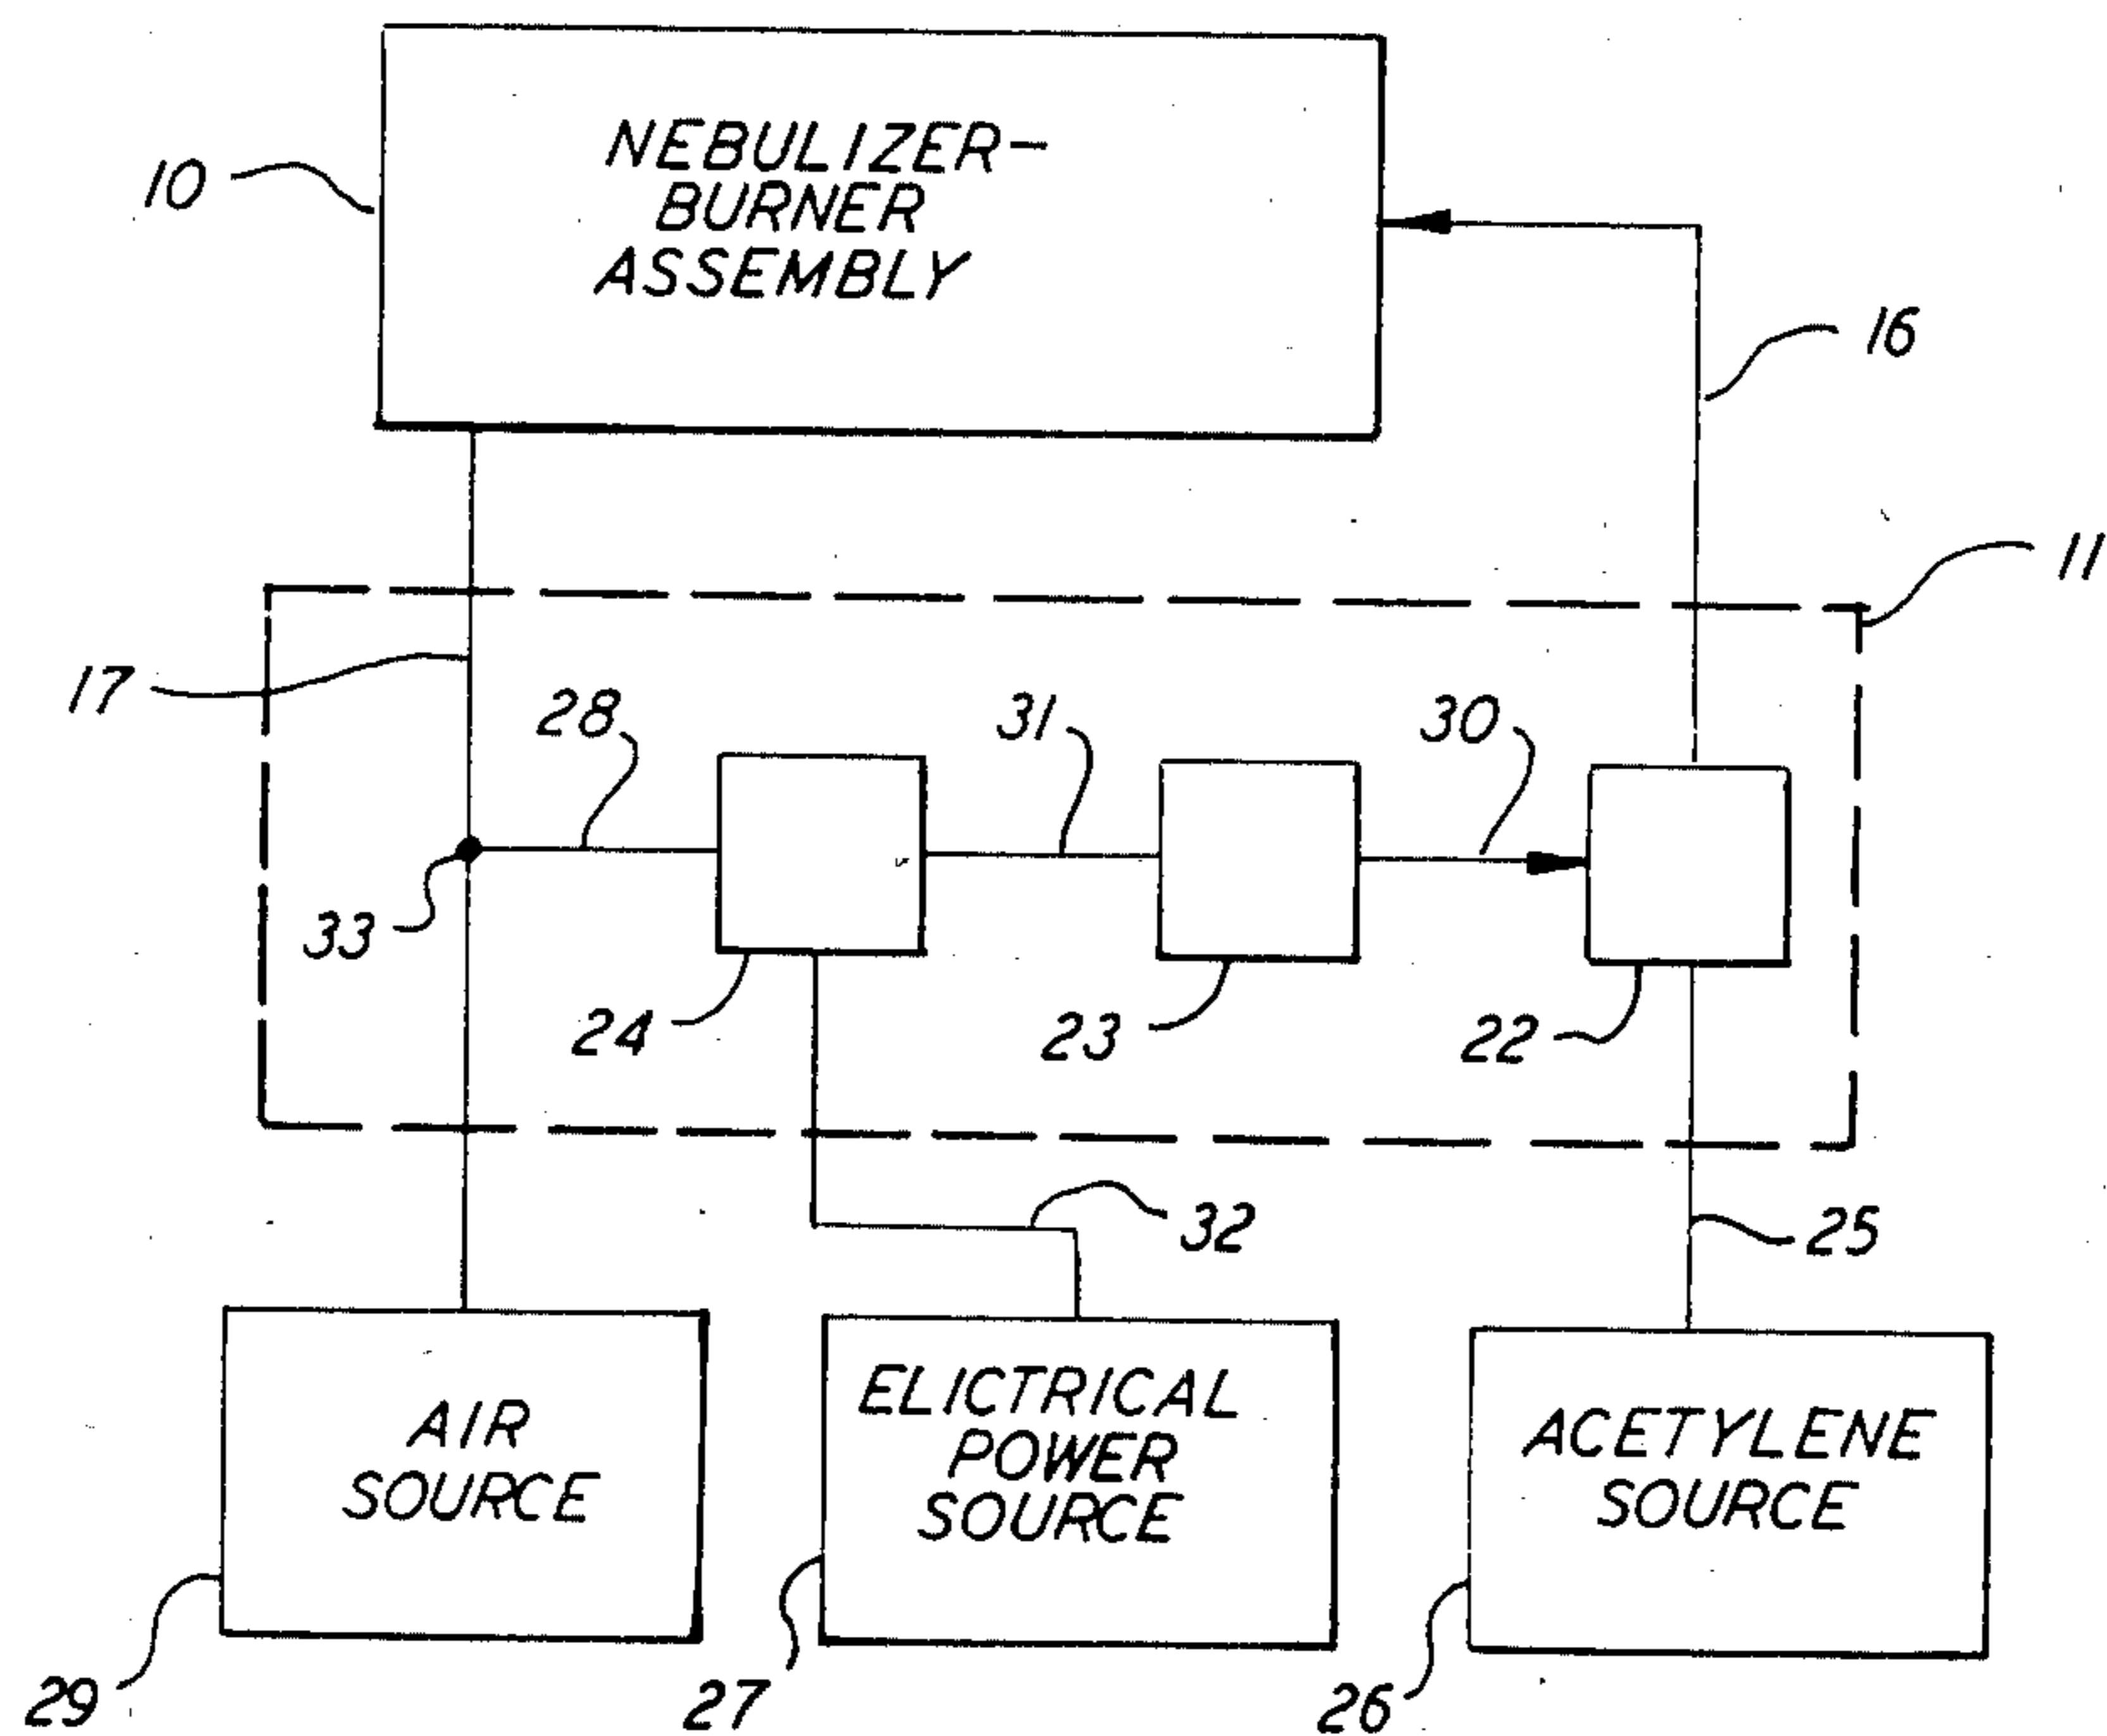 NEBULIZER-
BURNER
ASSEMBLY
10
16
11
17
28
31
30
33
24
23
22
32
25
AIR
SOURCE
ELICTRICAL
POWER
SOURCE
ACETYLENE
SOURCE
29
27
26